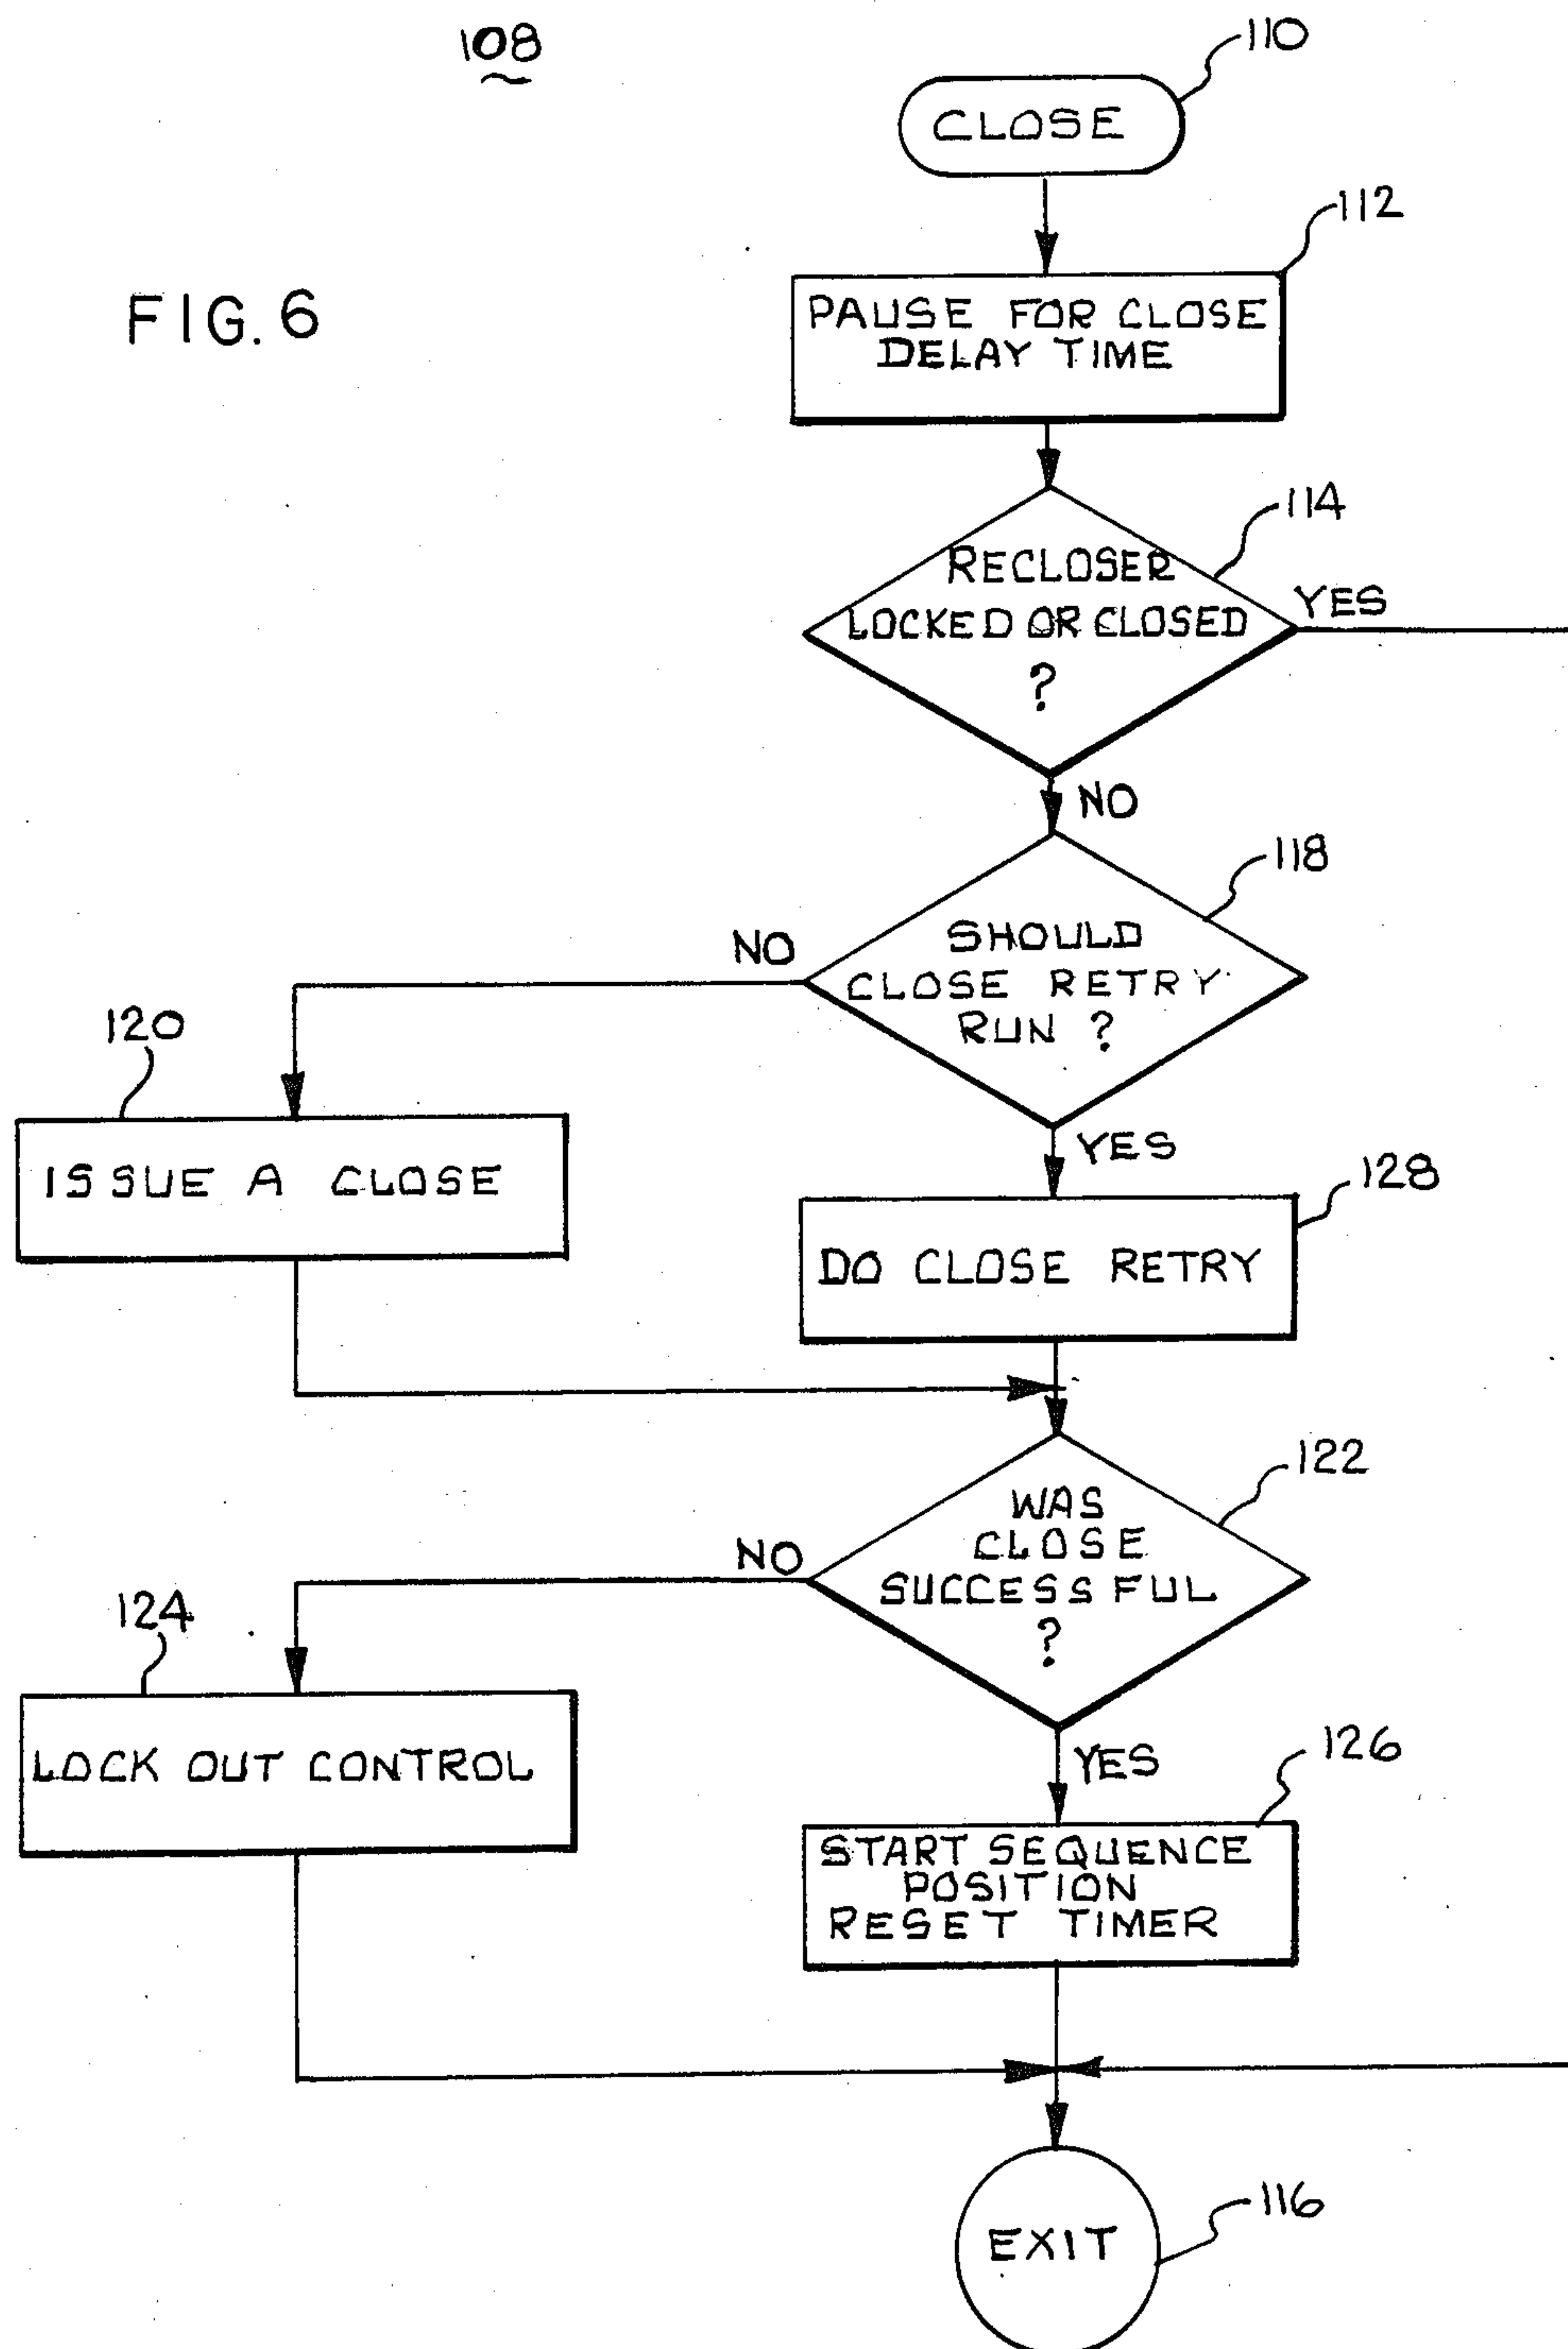 108
110
CLOSE
112
FIG. 6
PAUSE FOR CLOSE
DELAY TIME
114
RECLOSER
LOCKED OR CLOSED
?
YES
NO
118
SHOULD
CLOSE RETRY
RUN ?
NO
120
ISSUE A CLOSE
YES
128
DO CLOSE RETRY
122
WAS
CLOSE
SUCCESSFUL
?
NO
124
LOCK OUT CONTROL
YES
126
START SEQUENCE
POSITION
RESET TIMER
116
EXIT